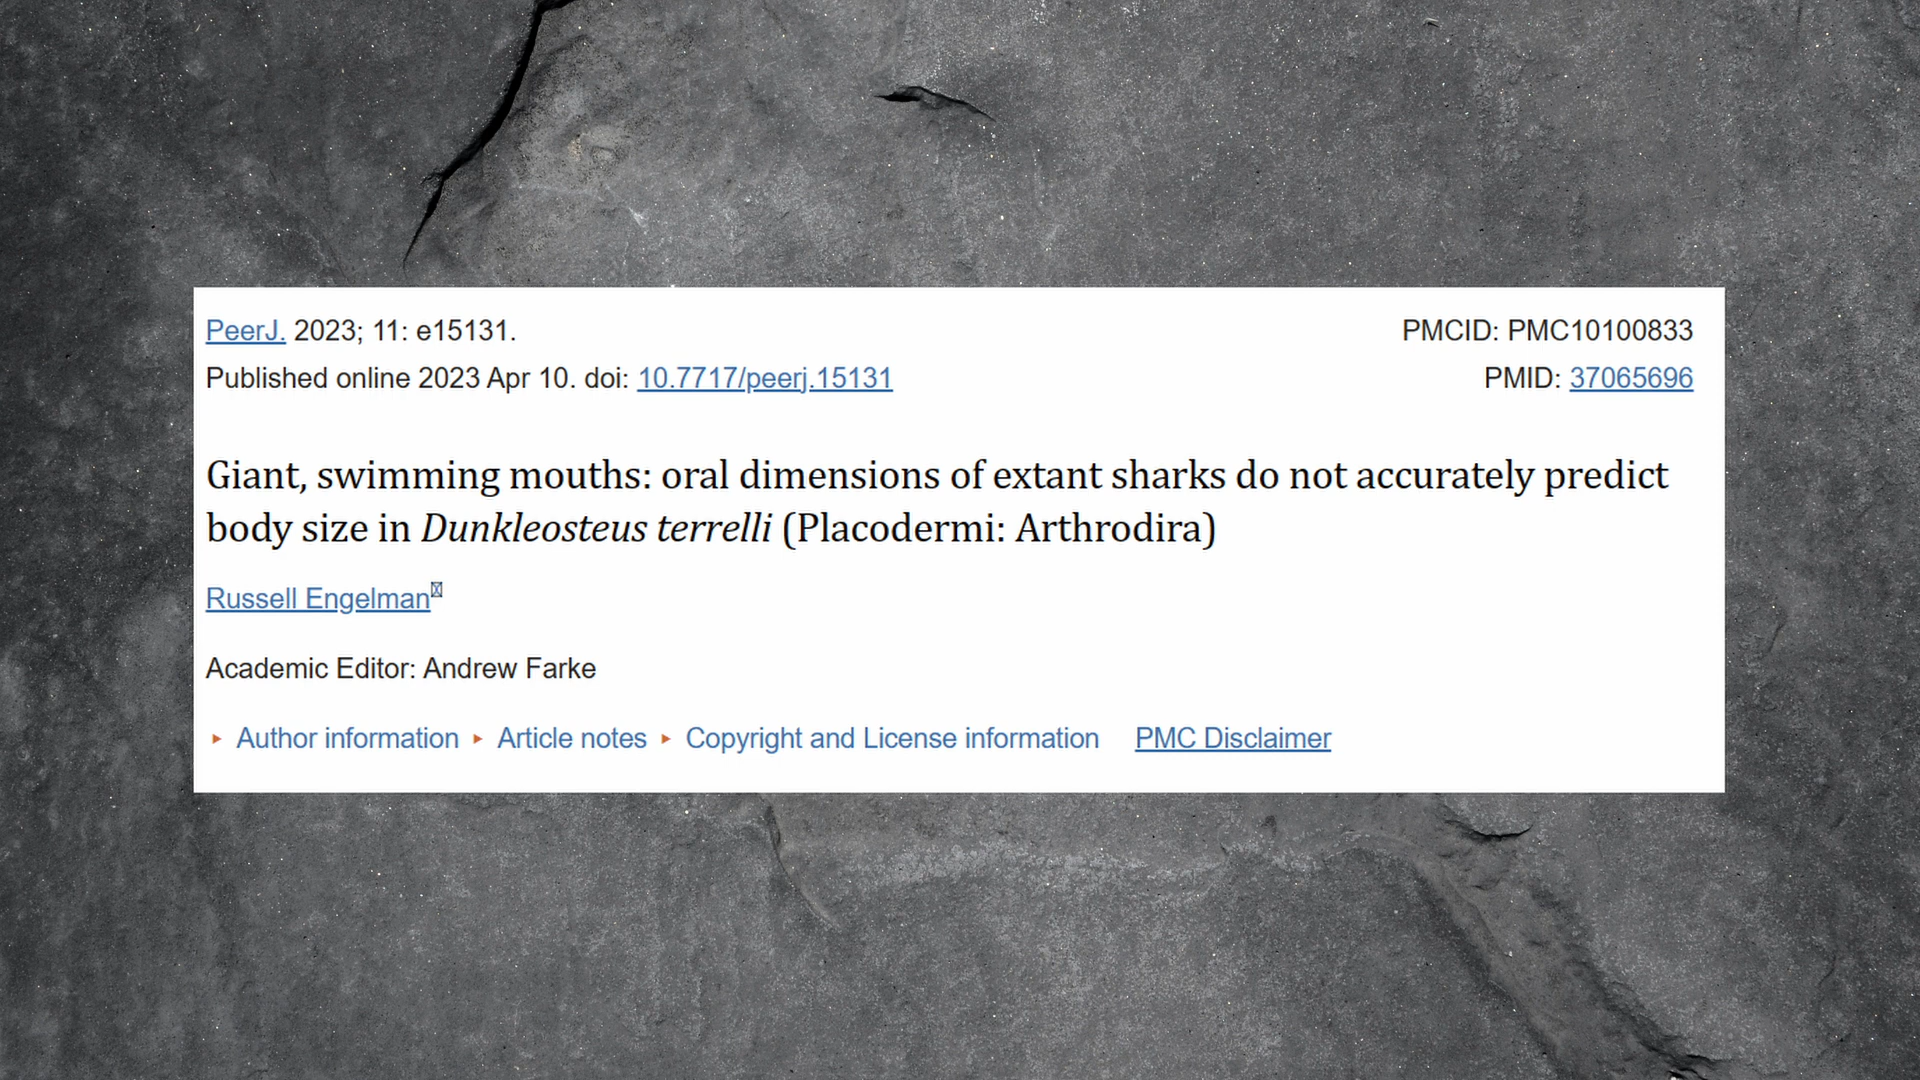 PeerJ. 2023; 11: e15131.
PMCID: PMC10100833
Published online 2023 Apr 10. doi: 10.7717/peerj.15131
PMID: 37065696
Giant, swimming mouths: oral dimensions of extant sharks do not accurately predict
body size in Dunkleosteus terrelli (Placodermi: Arthrodira)
Russell Engelman
Academic Editor: Andrew Farke
Author information Article notes Copyright and License information PMC Disclaimer